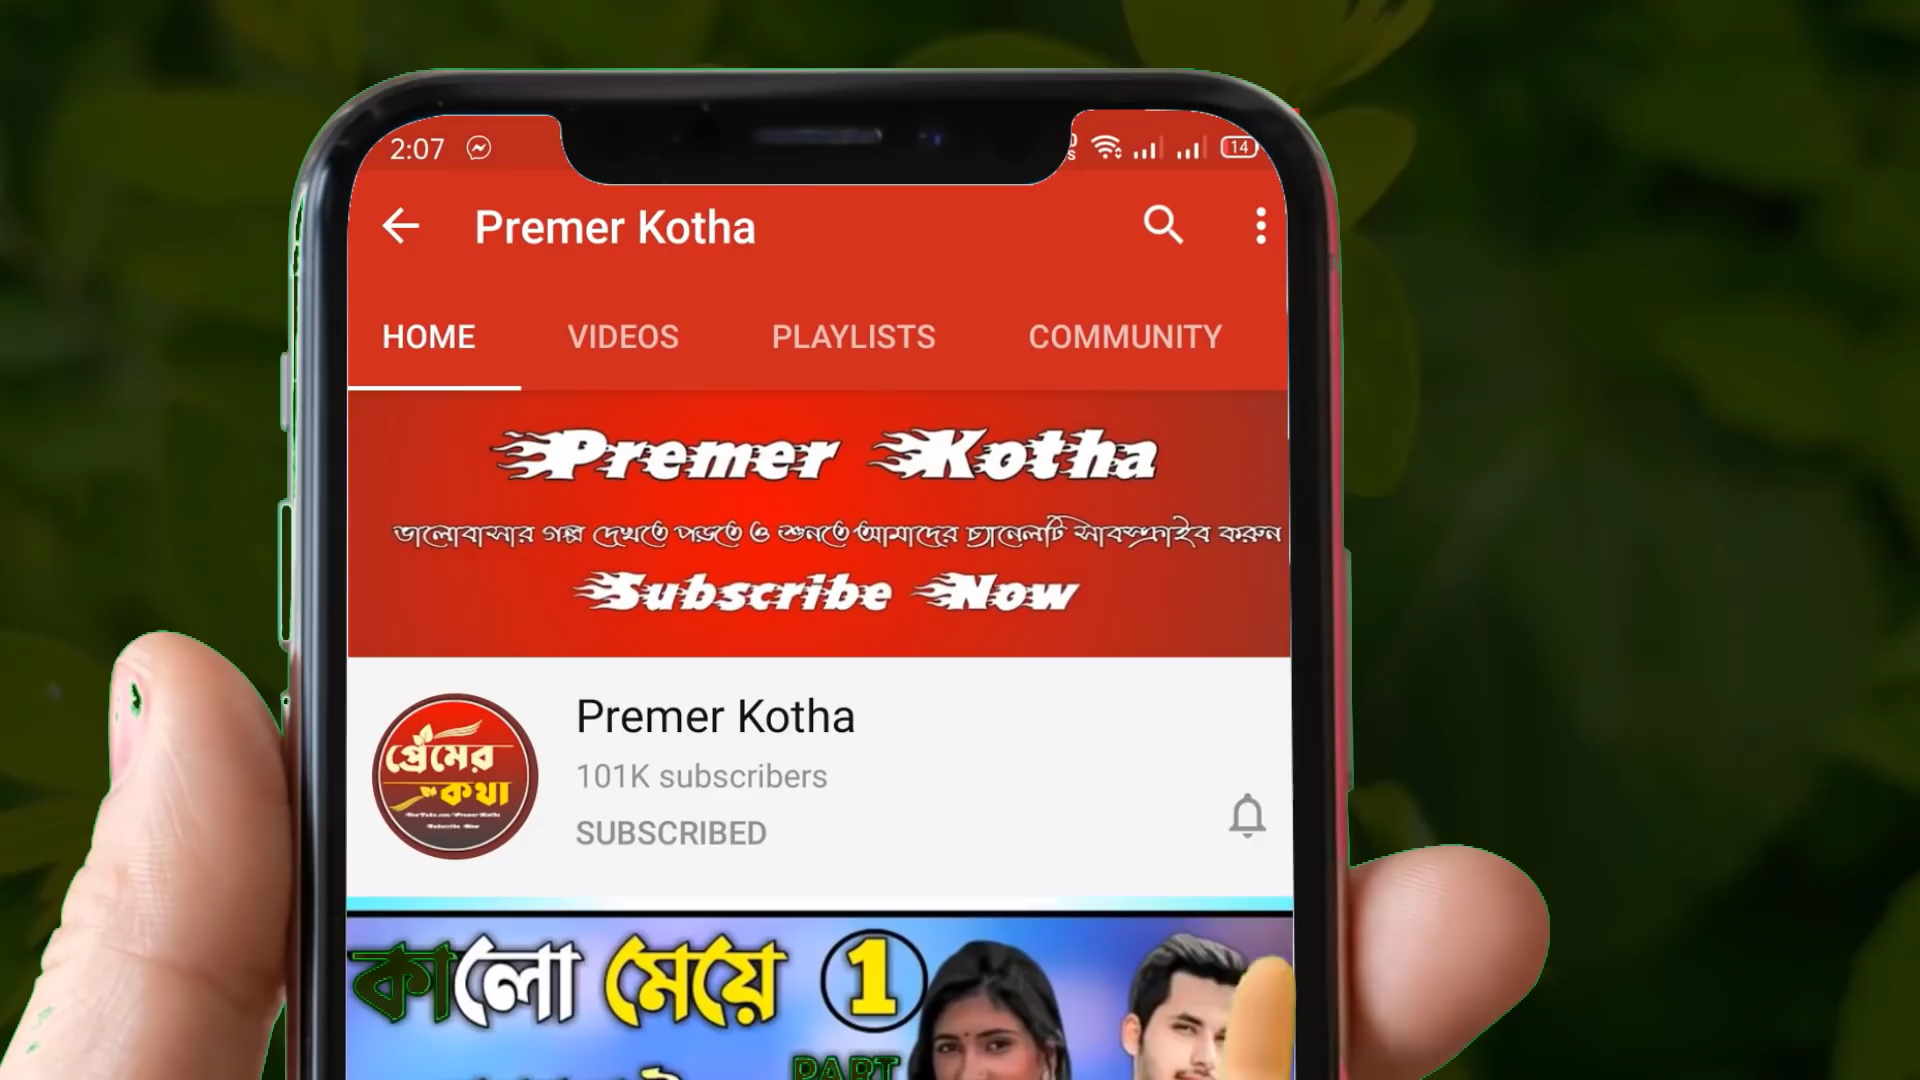 2:07 14
Premer Kotha
HOME VIDEOS PLAYLISTS COMMUNITY
Premer Kotha
ভালোবাসার গল্প দেখতে পড়তে ও শুনতে আমাদের চ্যানেলটি সাবস্ক্রাইব করুন
Subscribe Now
প্রেমের
কথা
Premer Kotha
101K subscribers
SUBSCRIBED
কালো মেয়ে 1
PART